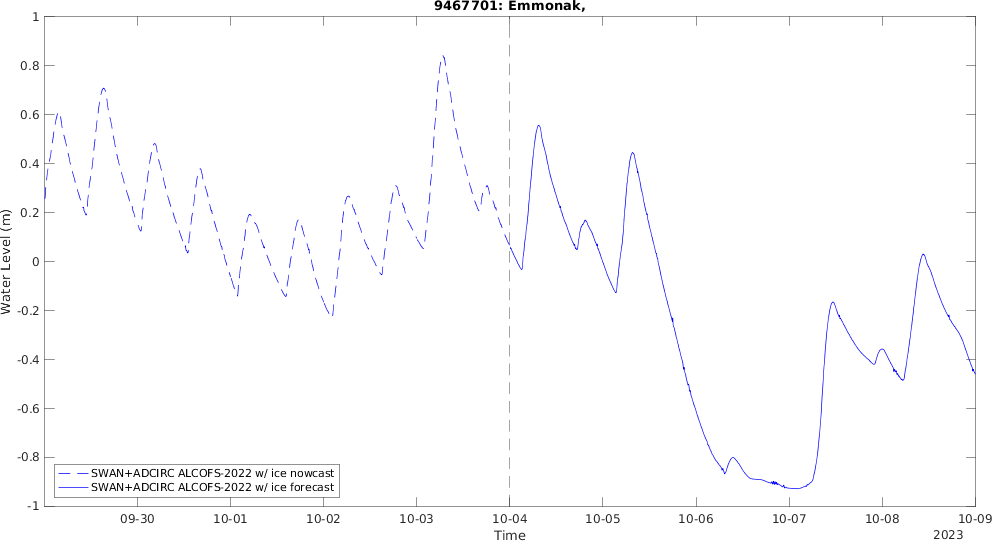 9467701: Emmonak,
Water Level (m)
1
0.8
0.6
0.4
0.2
0
-0.2
-0.4
-0.6
-0.8
-1
SWAN+ADCIRC ALCOFS-2022 w/ ice nowcast
SWAN+ADCIRC ALCOFS-2022 w/ ice forecast
09-30 10-01 10-02 10-03 10-04 10-05 10-06 10-07 10-08 10-09
Time
2023